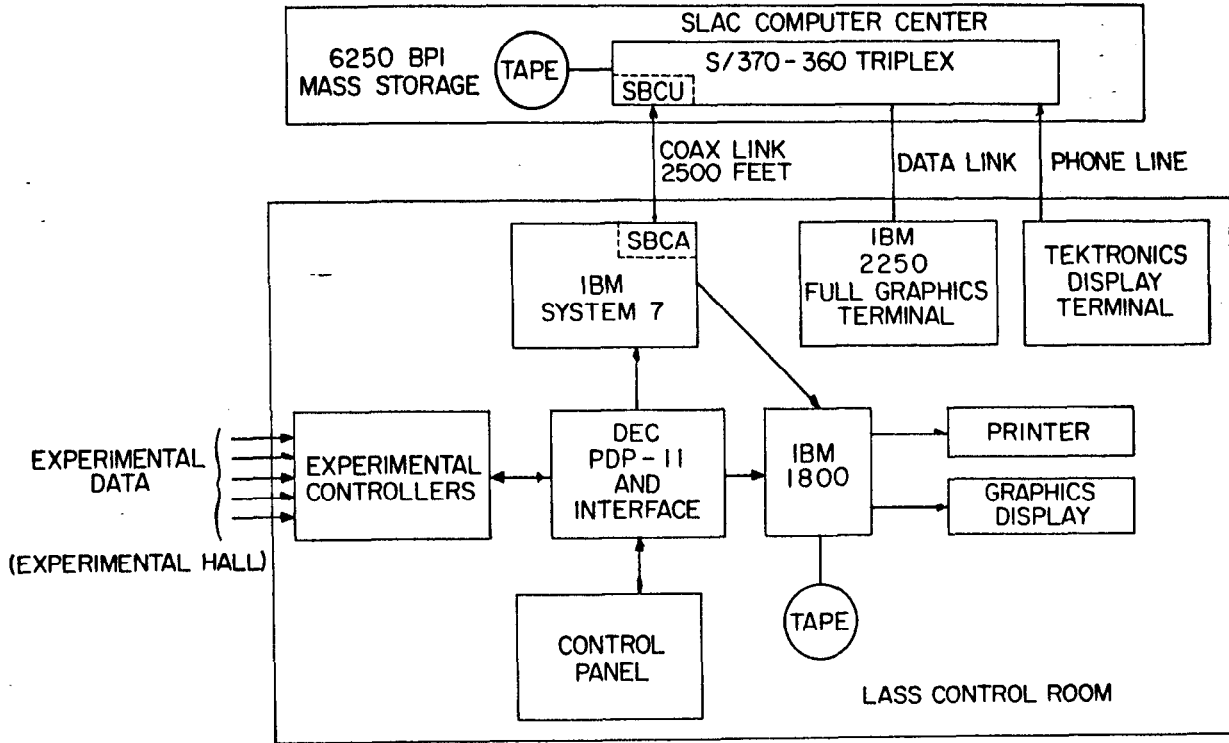 SLAC COMPUTER CENTER
6250 BPI
MASS STORAGE
TAPE
S/370-360 TRIPLEX
SBCU
COAX LINK
2500 FEET
DATA LINK
PHONE LINE
SBCA
IBM
SYSTEM 7
IBM
2250
FULL GRAPHICS
TERMINAL
TEKTRONICS
DISPLAY
TERMINAL
EXPERIMENTAL
DATA
(EXPERIMENTAL HALL)
EXPERIMENTAL
CONTROLLERS
DEC
PDP-11
AND
INTERFACE
IBM
1800
PRINTER
GRAPHICS
DISPLAY
TAPE
CONTROL
PANEL
LASS CONTROL ROOM